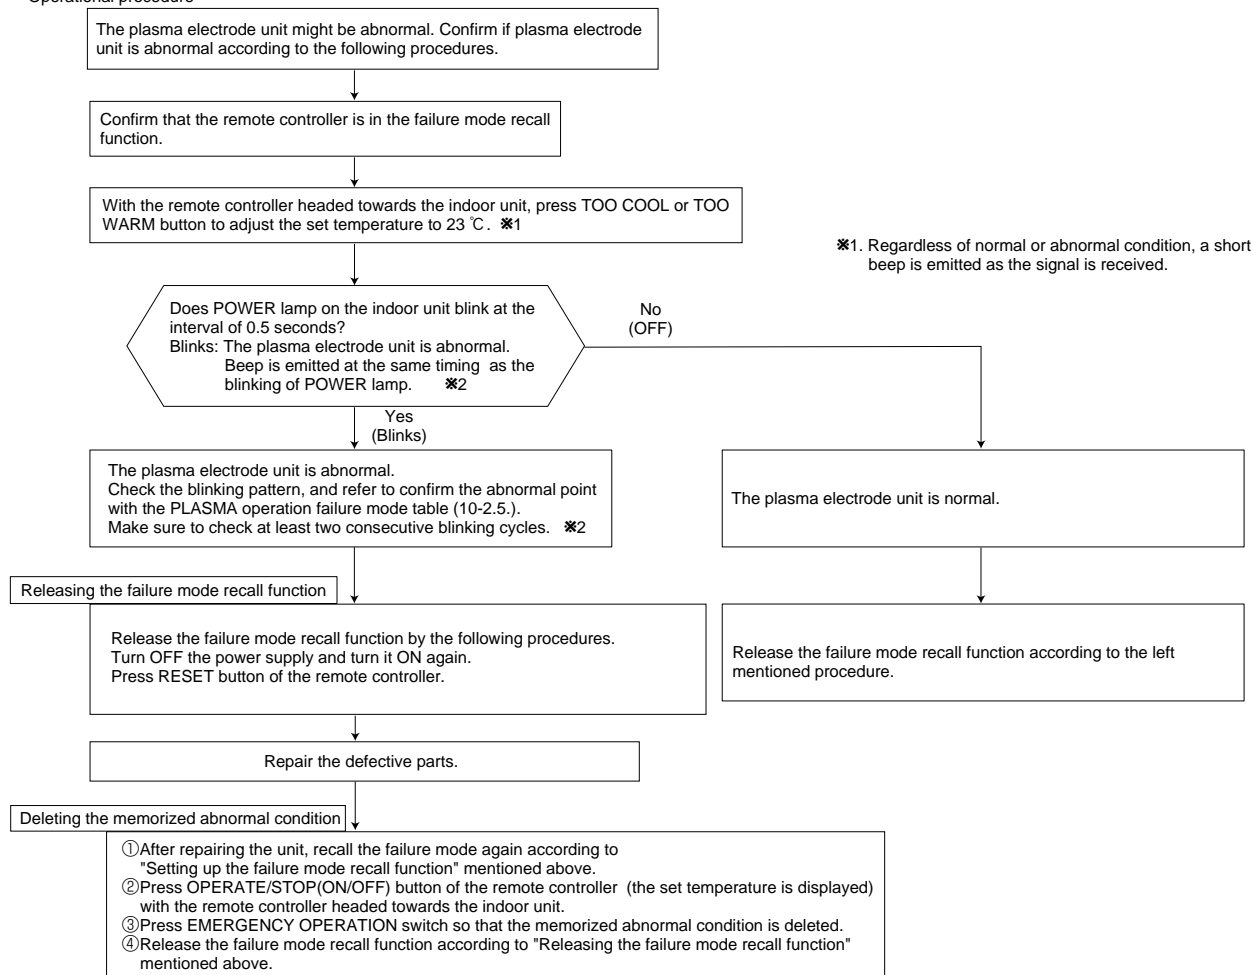 Operational procedure
The plasma electrode unit might be abnormal. Confirm if plasma electrode
unit is abnormal according to the following procedures.
Confirm that the remote controller is in the failure mode recall
function.
With the remote controller headed towards the indoor unit, press TOO COOL or TOO
WARM button to adjust the set temperature to 23 ℃. ※1
※1. Regardless of normal or abnormal condition, a short
beep is emitted as the signal is received.
Does POWER lamp on the indoor unit blink at the
interval of 0.5 seconds?
Blinks: The plasma electrode unit is abnormal.
Beep is emitted at the same timing as the
blinking of POWER lamp. ※2
No
(OFF)
Yes
(Blinks)
The plasma electrode unit is abnormal.
Check the blinking pattern, and refer to confirm the abnormal point
with the PLASMA operation failure mode table (10-2.5.).
Make sure to check at least two consecutive blinking cycles. ※2
The plasma electrode unit is normal.
Releasing the failure mode recall function
Release the failure mode recall function by the following procedures.
Turn OFF the power supply and turn it ON again.
Press RESET button of the remote controller.
Release the failure mode recall function according to the left
mentioned procedure.
Repair the defective parts.
Deleting the memorized abnormal condition
①After repairing the unit, recall the failure mode again according to
"Setting up the failure mode recall function" mentioned above.
②Press OPERATE/STOP(ON/OFF) button of the remote controller (the set temperature is displayed)
with the remote controller headed towards the indoor unit.
③Press EMERGENCY OPERATION switch so that the memorized abnormal condition is deleted.
④Release the failure mode recall function according to "Releasing the failure mode recall function"
mentioned above.